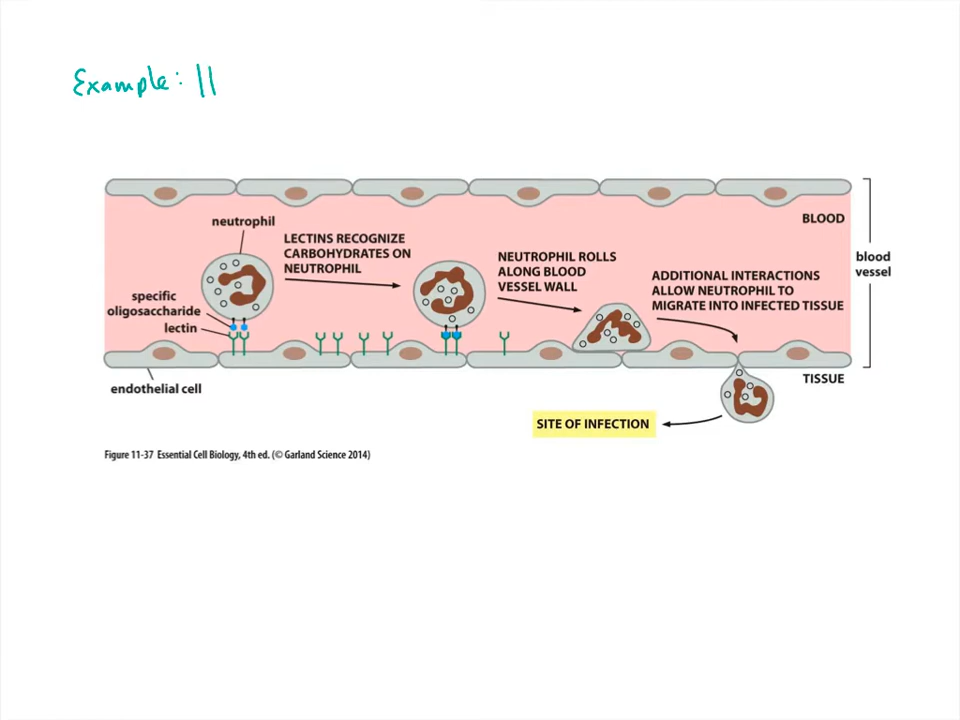 Example: 11
neutrophil
LECTINS RECOGNIZE
CARBOHYDRATES ON
NEUTROPHIL
specific
oligosaccharide
lectin
endothelial cell
NEUTROPHIL ROLLS
ALONG BLOOD
VESSEL WALL
ADDITIONAL INTERACTIONS
ALLOW NEUTROPHIL TO
MIGRATE INTO INFECTED TISSUE
BLOOD
blood
vessel
TISSUE
SITE OF INFECTION
Figure 11-37 Essential Cell Biology, 4th ed. (© Garland Science 2014)